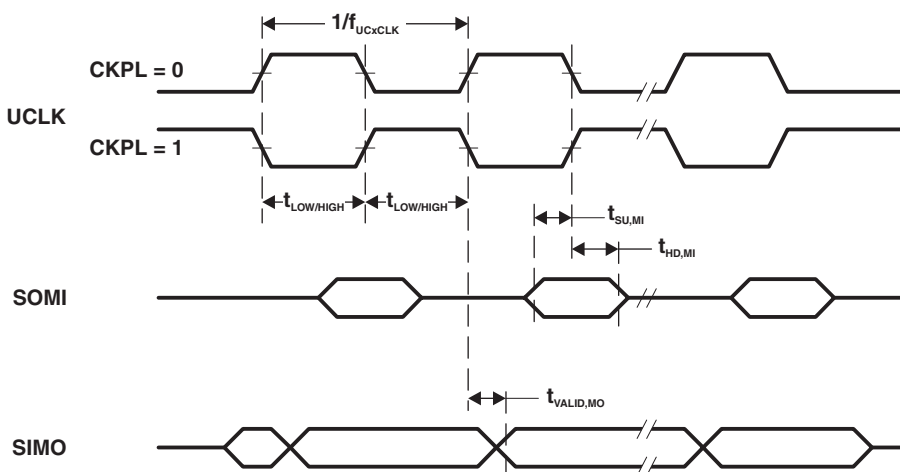 1/fUCxCLK
CKPL = 0
UCLK
CKPL = 1
tLOW/HIGH tLOW/HIGH
tSU,MI
tHD,MI
SOMI
tVALID,MO
SIMO